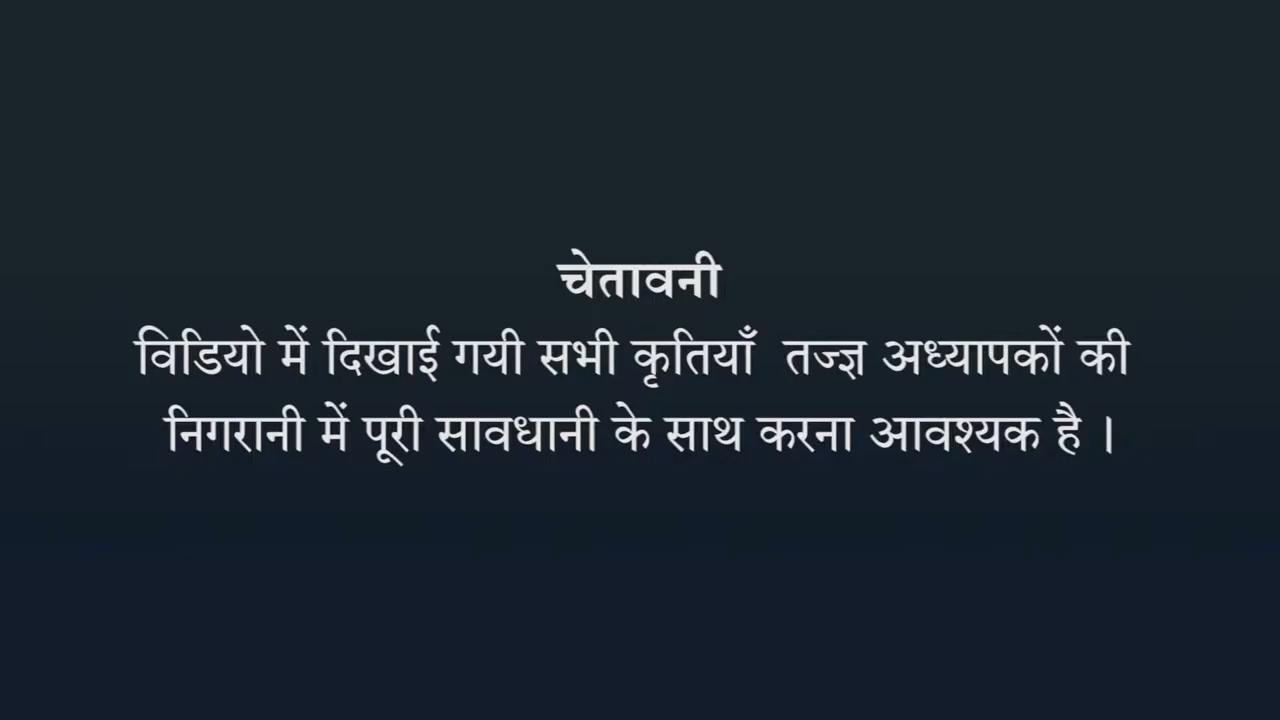 चेतावनी
विडियो में दिखाई गयी सभी कृतियाँ तज्ज्ञ अध्यापकों की
निगरानी में पूरी सावधानी के साथ करना आवश्यक है ।